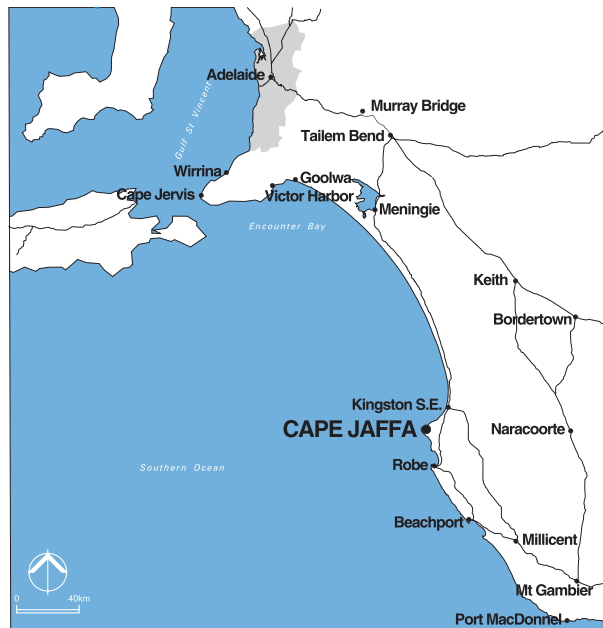 Adelaide
Murray Bridge
Gulf St Vincent
Tailem Bend
Wirrina
Goolwa
Cape Jervis
Victor Harbor
Meningie
Encounter Bay
Keith
Bordertown
Kingston S.E.
CAPE JAFFA
Naracoorte
Robe
Southern Ocean
Beachport
Millicent
Mt Gambier
0 40km
Port MacDonnel